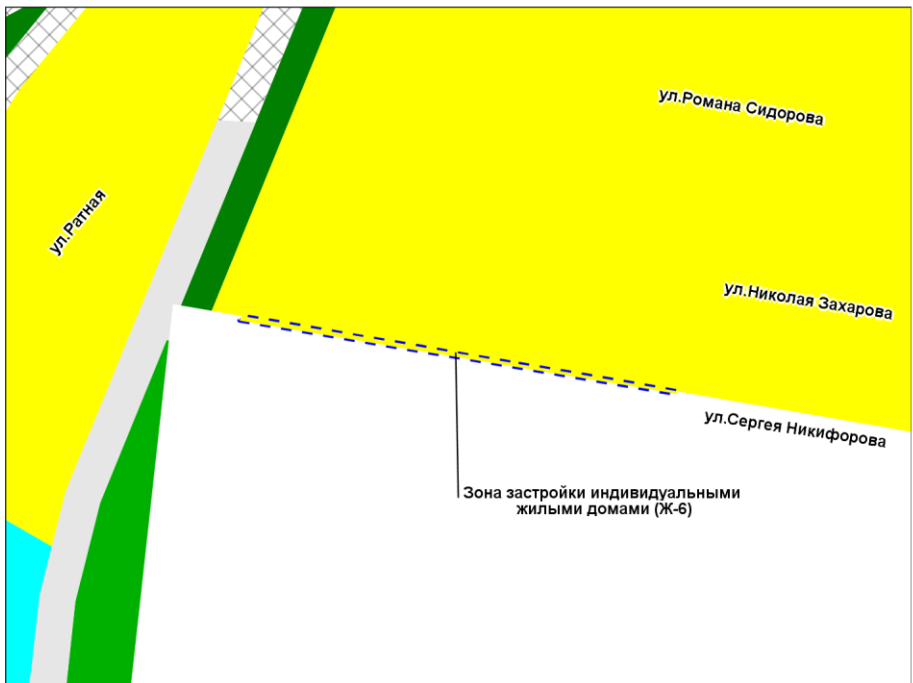 ул.Романа Сидорова
ул.Ратная
ул.Николая Захарова
ул.Сергея Никифорова
Зона застройки индивидуальными
жилыми домами (Ж-6)